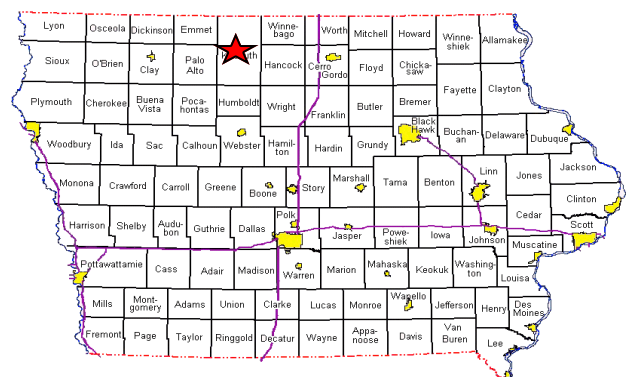 Lyon Osceola Dickinson Emmet Winne-
bago Worth Mitchell Howard Winne-
shiek Allamakee
Sioux O'Brien Clay Palo
Alto Hancock Cerro
Gordo Floyd Chicka-
saw Fayette Clayton
Plymouth Cherokee Buena
Vista Poca-
hontas Humboldt Wright Franklin Butler Bremer
Woodbury Ida Sac Calhoun Webster Hamil-
ton Hardin Grundy Black
Hawk Buchan-
an Delaware Dubuque
Monona Crawford Carroll Greene Boone Story Marshall Tama Benton Linn Jones Jackson
Clinton
Harrison Shelby Audu-
bon Guthrie Dallas Polk Jasper Powe-
shiek Iowa Johnson Cedar Scott
Muscatine
Pottawattamie Cass Adair Madison Warren Marion Mahaska Keokuk Washing-
ton Louisa
Mills Mont-
gomery Adams Union Clarke Lucas Monroe Wapello Jefferson Henry Des
Moines
Fremont Page Taylor Ringgold Decatur Wayne Appa-
noose Davis Van
Buren Lee